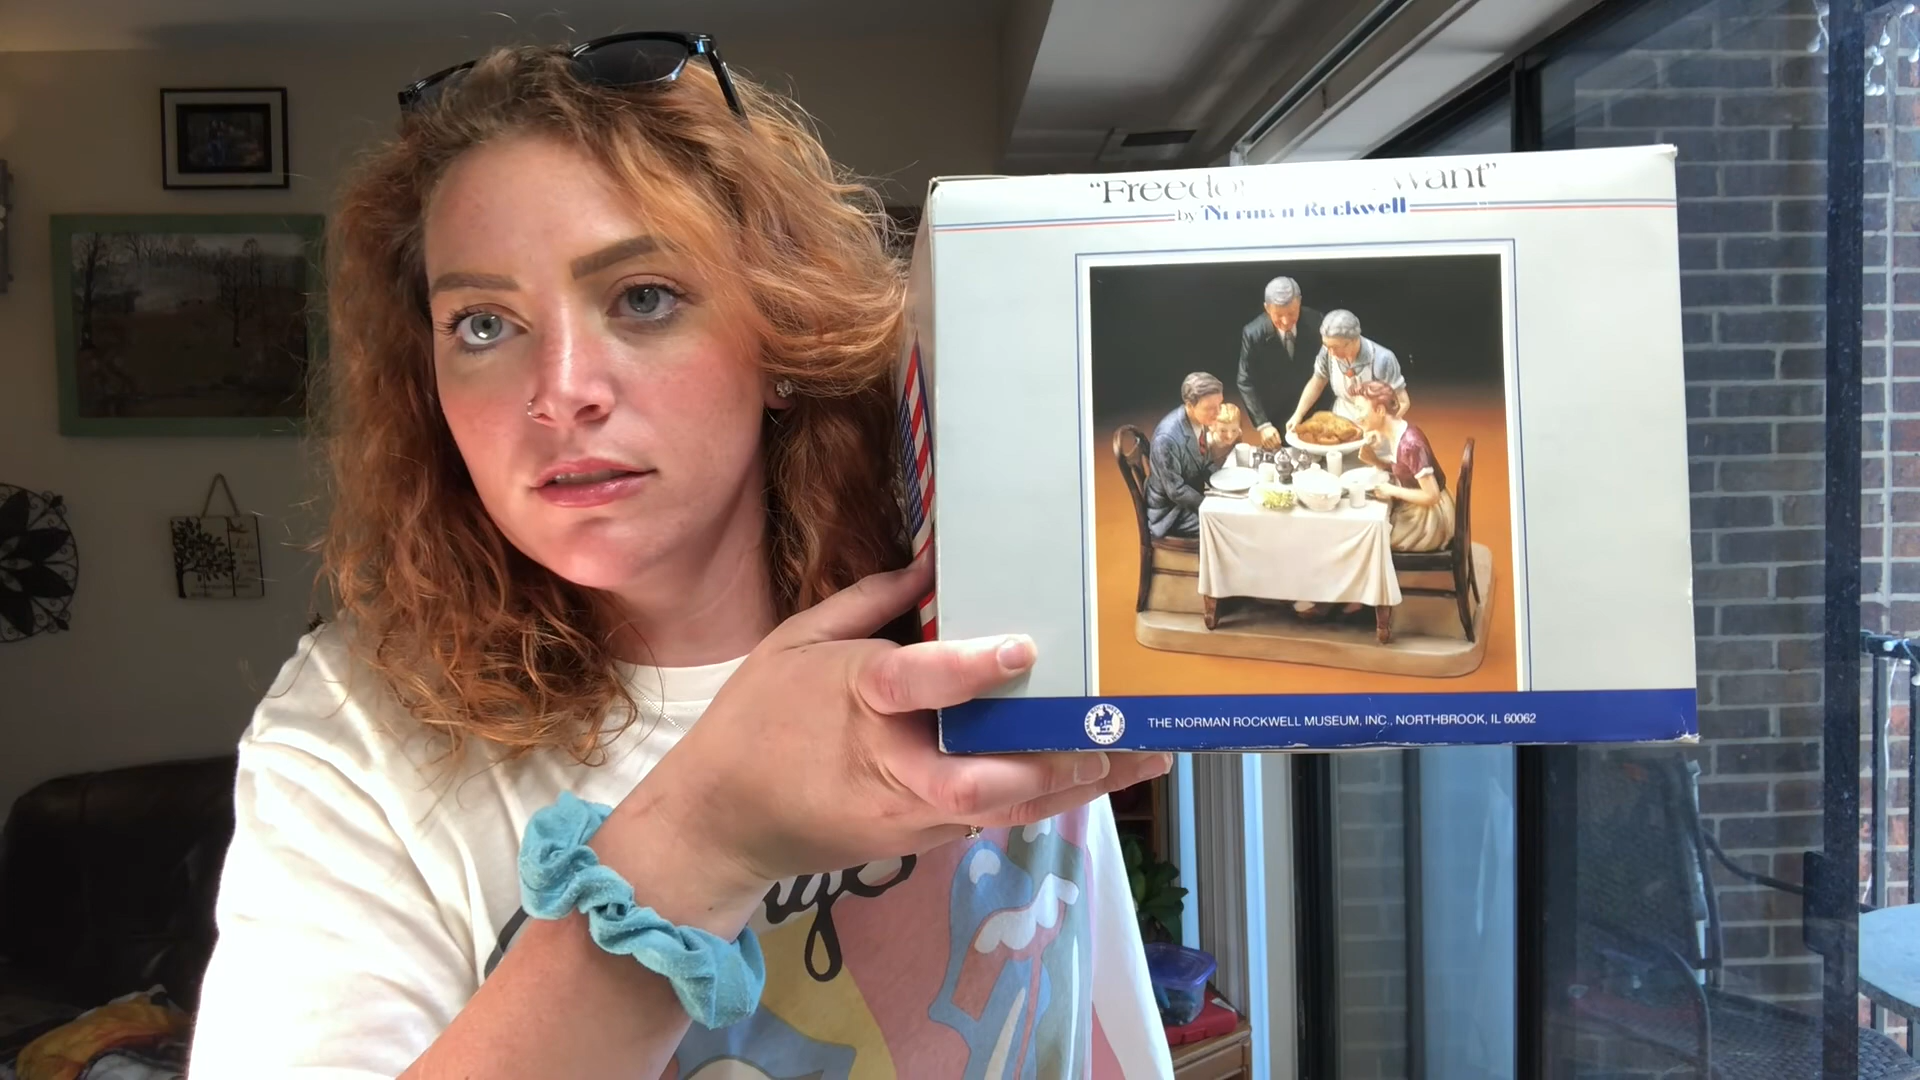 "Freedo want"
by Norman Rockwell
THE NORMAN ROCKWELL MUSEUM, INC., NORTHBROOK, IL 60062